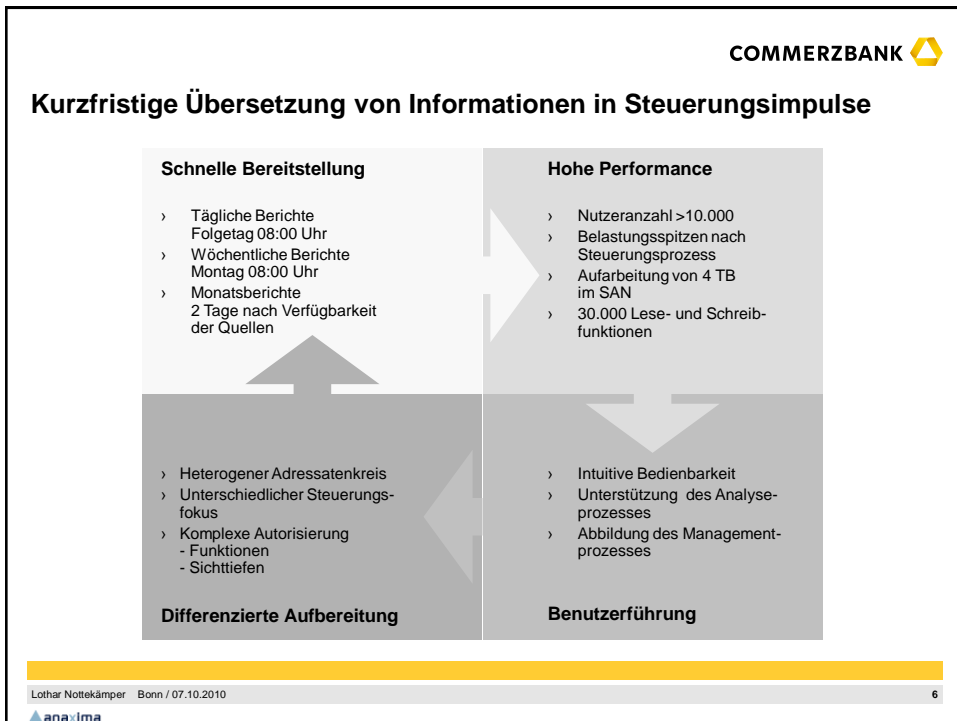 COMMERZBANK
Kurzfristige Übersetzung von Informationen in Steuerungsimpulse
Schnelle Bereitstellung
› Tägliche Berichte
Folgetag 08:00 Uhr
› Wöchentliche Berichte
Montag 08:00 Uhr
› Monatsberichte
2 Tage nach Verfügbarkeit
der Quellen
Hohe Performance
› Nutzeranzahl >10.000
› Belastungsspitzen nach
Steuerungsprozess
› Aufarbeitung von 4 TB
im SAN
› 30.000 Lese- und Schreib-
funktionen
› Heterogener Adressatenkreis
› Unterschiedlicher Steuerungs-
fokus
› Komplexe Autorisierung
- Funktionen
- Sichttiefen
Differenzierte Aufbereitung
› Intuitive Bedienbarkeit
› Unterstützung des Analyse-
prozesses
› Abbildung des Management-
prozesses
Benutzerführung
Lothar Nottekämper Bonn / 07.10.2010 6
anaxima